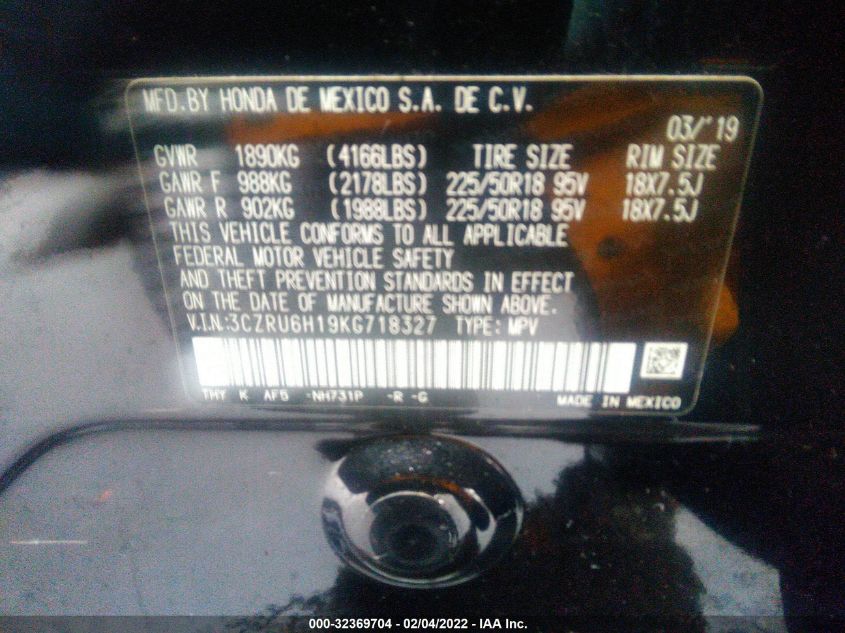 MFD.BY HONDA DE MEXICO S.A. DE C.V.
03/'19
GVWR 1890KG (4166LBS) TIRE SIZE RIM SIZE
GAWR F 988KG (2178LBS) 225/50R18 95V 18X7.5J
GAWR R 902KG (1988LBS) 225/50R18 95V 18X7.5J
THIS VEHICLE CONFORMS TO ALL APPLICABLE
FEDERAL MOTOR VEHICLE SAFETY
AND THEFT PREVENTION STANDARDS IN EFFECT
ON THE DATE OF MANUFACTURE SHOWN ABOVE.
V.I.N.:3CZRU6H19KG718327 TYPE: MPV
THY K AF5 -NH731P -R -G MADE IN MEXICO
000-32369704 - 02/04/2022 - IAA Inc.